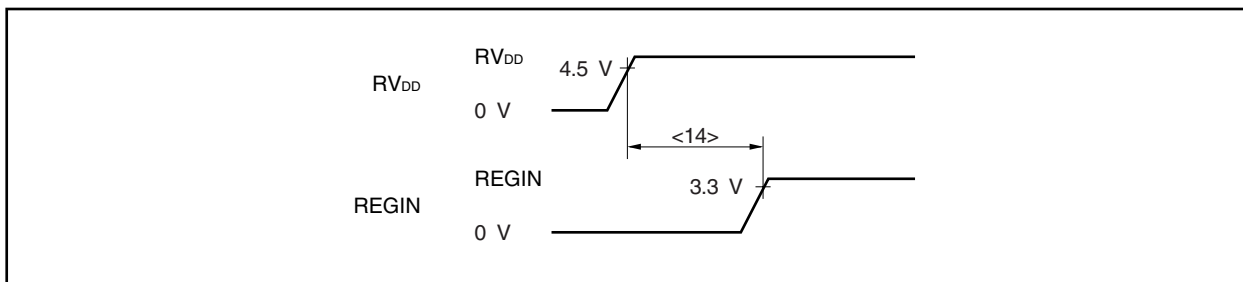 RVDD
RVDD
4.5 V
0 V
<14>
REGIN
REGIN
3.3 V
0 V